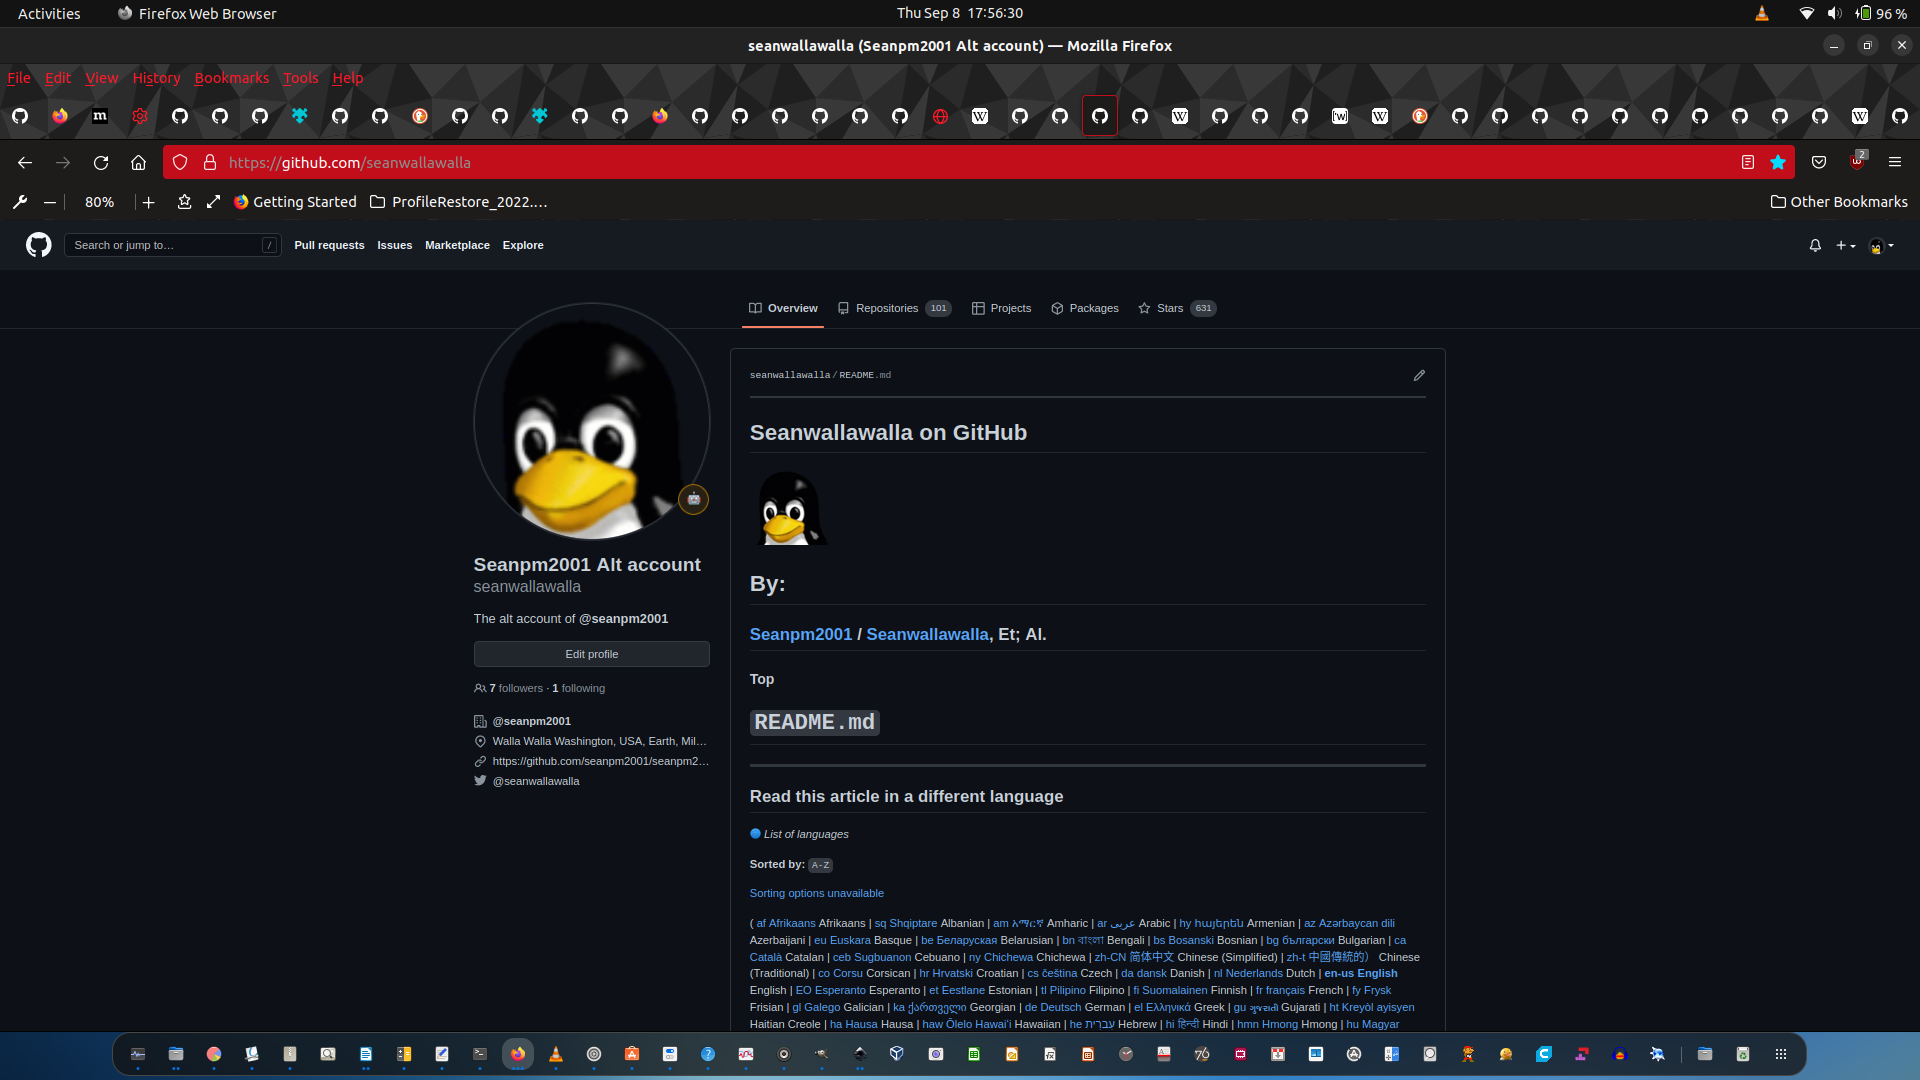 Activities Firefox Web Browser Thu Sep 8 17:56:30 96 %
seanwallawalla (Seanpm2001 Alt account) — Mozilla Firefox
File Edit View History Bookmarks Tools Help
https://github.com/seanwallawalla 2
80% Getting Started ProfileRestore_2022.… Other Bookmarks
Search or jump to… / Pull requests Issues Marketplace Explore
Overview Repositories 101 Projects Packages Stars 631
seanwallawalla/README.md
Seanwallawalla on GitHub
Seanpm2001 Alt account
seanwallawalla
The alt account of @seanpm2001
Edit profile
7 followers · 1 following
@seanpm2001
Walla Walla Washington, USA, Earth, Mil…
https://github.com/seanpm2001/seanpm2…
@seanwallawalla
By:
Seanpm2001 / Seanwallawalla, Et; Al.
Top
README.md
Read this article in a different language
List of languages
Sorted by: A-Z
Sorting options unavailable
( af Afrikaans Afrikaans | sq Shqiptare Albanian | am አማርኛ Amharic | ar عربى Arabic | hy հայերեն Armenian | az Azərbaycan dili
Azerbaijani | eu Euskara Basque | be Беларуская Belarusian | bn বাংলা Bengali | bs Bosanski Bosnian | bg български Bulgarian | ca
Català Catalan | ceb Sugbuanon Cebuano | ny Chichewa Chichewa | zh-CN 简体中文 Chinese (Simplified) | zh-t 中國傳統的） Chinese
(Traditional) | co Corsu Corsican | hr Hrvatski Croatian | cs čeština Czech | da dansk Danish | nl Nederlands Dutch | en-us English
English | EO Esperanto Esperanto | et Eestlane Estonian | tl Pilipino Filipino | fi Suomalainen Finnish | fr français French | fy Frysk
Frisian | gl Galego Galician | ka ქართველი Georgian | de Deutsch German | el Ελληνικά Greek | gu ગુજરાતી Gujarati | ht Kreyòl ayisyen
Haitian Creole | ha Hausa Hausa | haw Ōlelo Hawaiʻi Hawaiian | he עִברִית Hebrew | hi हिन्दी Hindi | hmn Hmong Hmong | hu Magyar